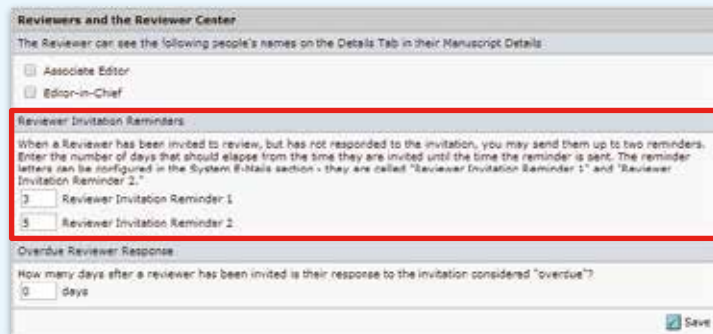 Reviewers and the Reviewer Center
The Reviewer can see the following people's names on the Details Tab in their Manuscript Details
Associate Editor
Editor-in-Chief
Reviewer Invitation Reminders
When a Reviewer has been invited to review, but has not responded to the invitation, you may send them up to two reminders.
Enter the number of days that should elapse from the time they are invited until the time the reminder is sent. The reminder
letters can be configured in the System E-Mails section - they are called "Reviewer Invitation Reminder 1" and "Reviewer
Invitation Reminder 2."
3 Reviewer Invitation Reminder 1
5 Reviewer Invitation Reminder 2
Overdue Reviewer Response
How many days after a reviewer has been invited is their response to the invitation considered "overdue"?
0 days
Save